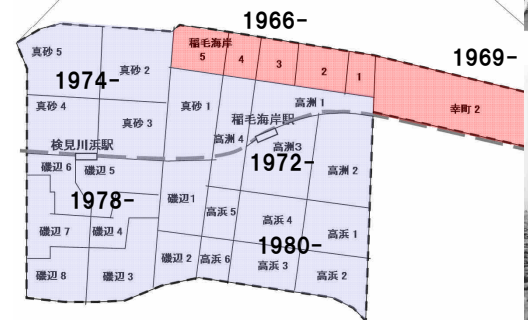 1966-
1969-
稲毛海岸
5
4
3
2
1
幸町 2
真砂 5
1974-
真砂 2
真砂 4
真砂 1
真砂 3
高洲 1
稲毛海岸駅
高洲 4
高洲3
1972-
高洲 2
検見川浜駅
磯辺 6
磯辺 5
1978-
磯辺1
高浜 5
高浜 4
高浜 1
磯辺 7
磯辺 4
1980-
磯辺 2
高浜 6
高浜 3
高浜 2
磯辺 8
磯辺 3